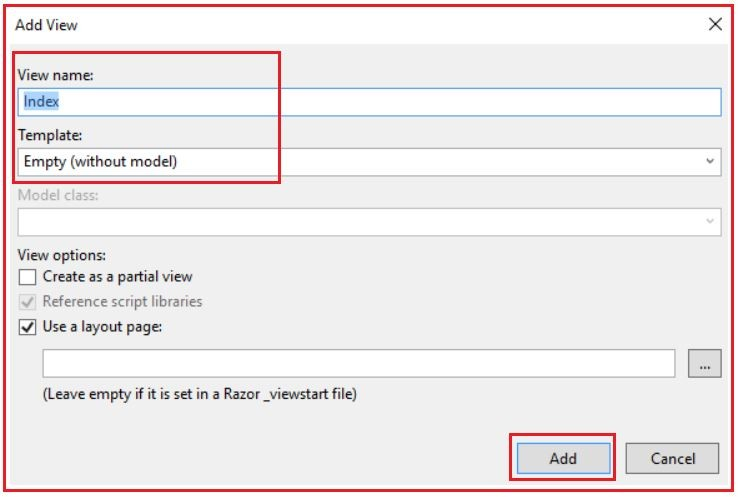 Add View
View name:
Index
Template:
Empty (without model)
Model class:
View options:
Create as a partial view
Reference script libraries
Use a layout page:
...
(Leave empty if it is set in a Razor _viewstart file)
Add Cancel